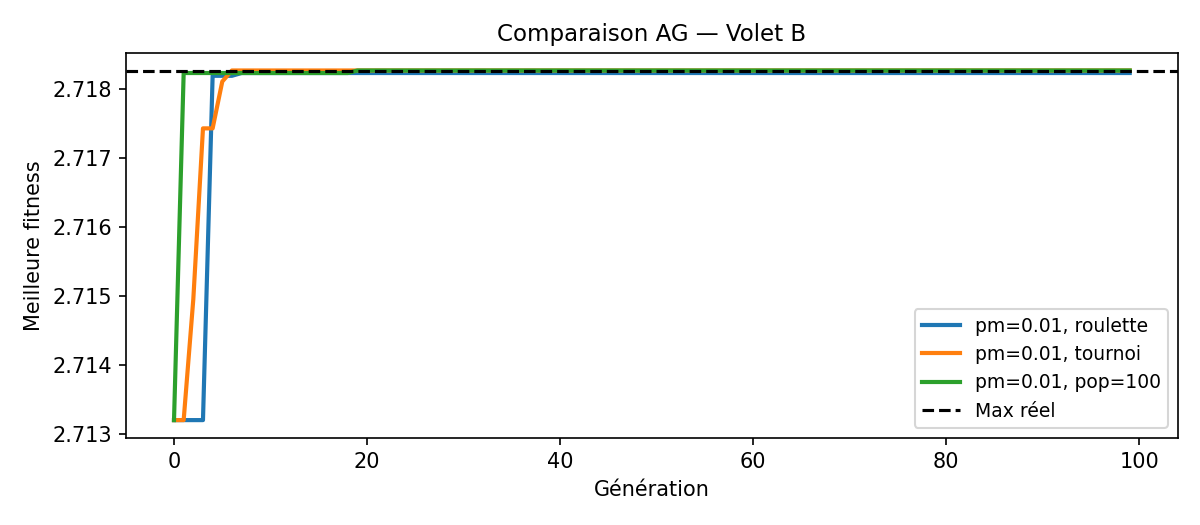 Comparaison AG — Volet B
Meilleure fitness
2.718
2.717
2.716
2.715
2.714
2.713
0 20 40 60 80 100
Génération
pm=0.01, roulette
pm=0.01, tournoi
pm=0.01, pop=100
Max réel